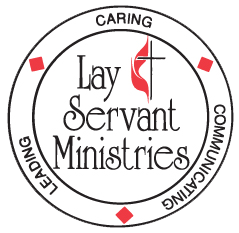 CARING
Lay
Servant
Ministries
LEADING
COMMUNICATING